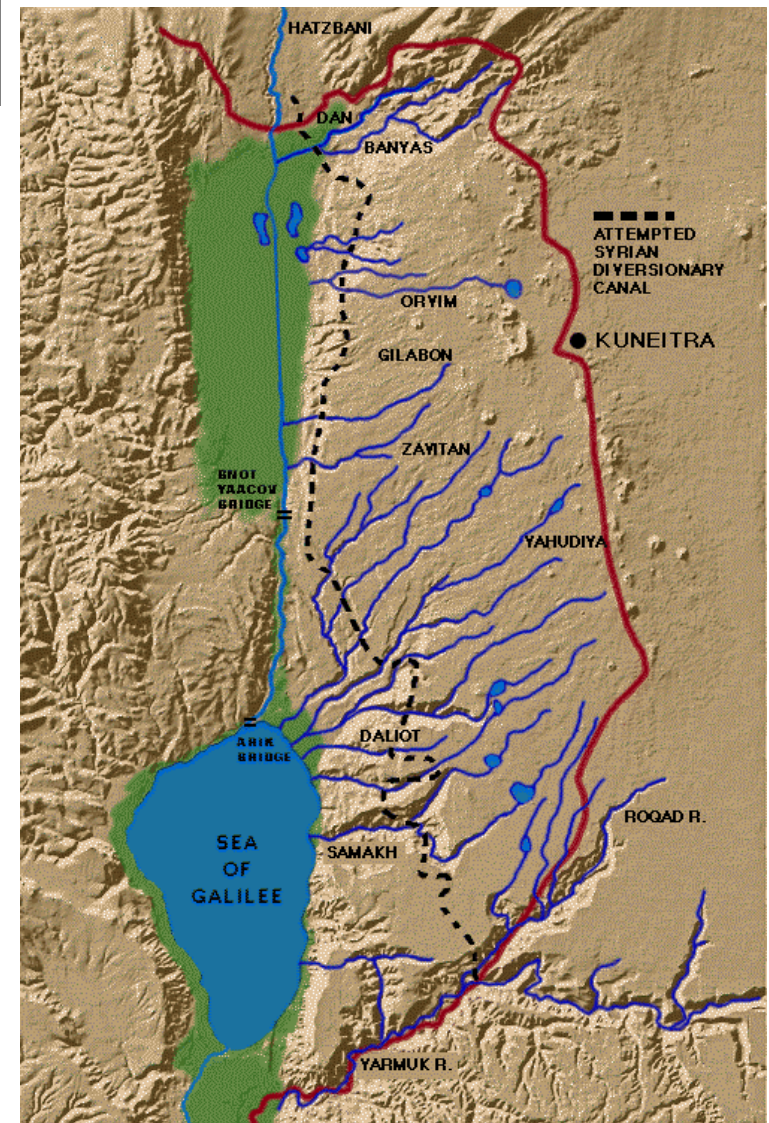 HATZBANI
DAN
BANYAS
ATTEMPTED
SYRIAN
DIVERSIONARY
CANAL
ORYIM
KUNEITRA
GILABON
ZAVITAN
BNOT
YAACOV
BRIDGE
YAHUDIYA
DALIOT
ARIK
BRIDGE
ROQAD R.
SEA
OF
GALILEE
SAMAKH
YARMUK R.